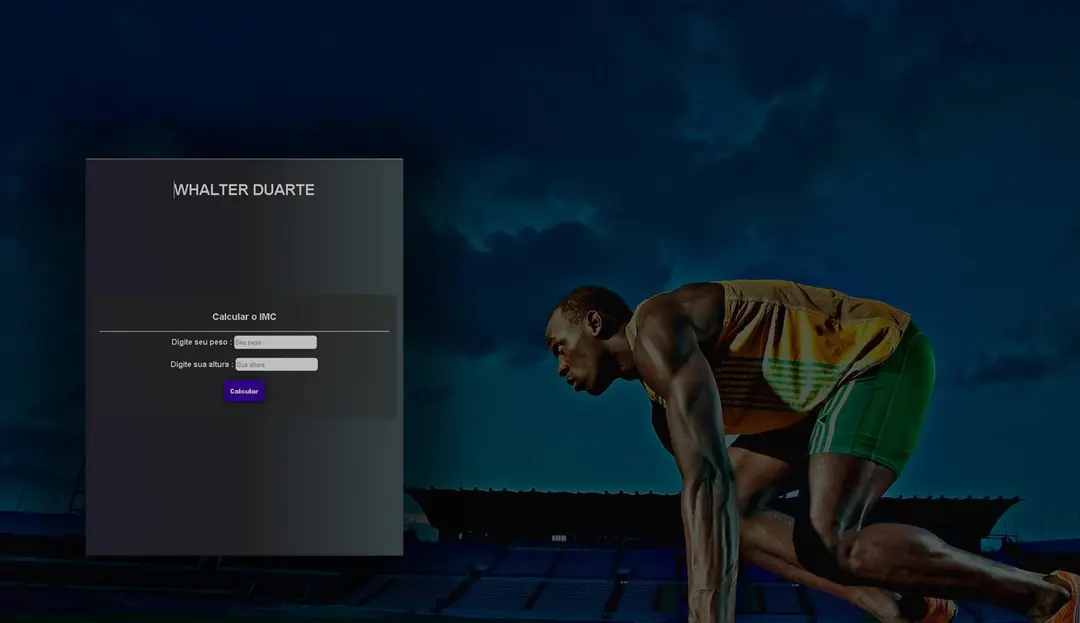 WHALTER DUARTE
Calcular o IMC
Digite seu peso : Seu peso
Digite sua altura : Sua altura
Calcular